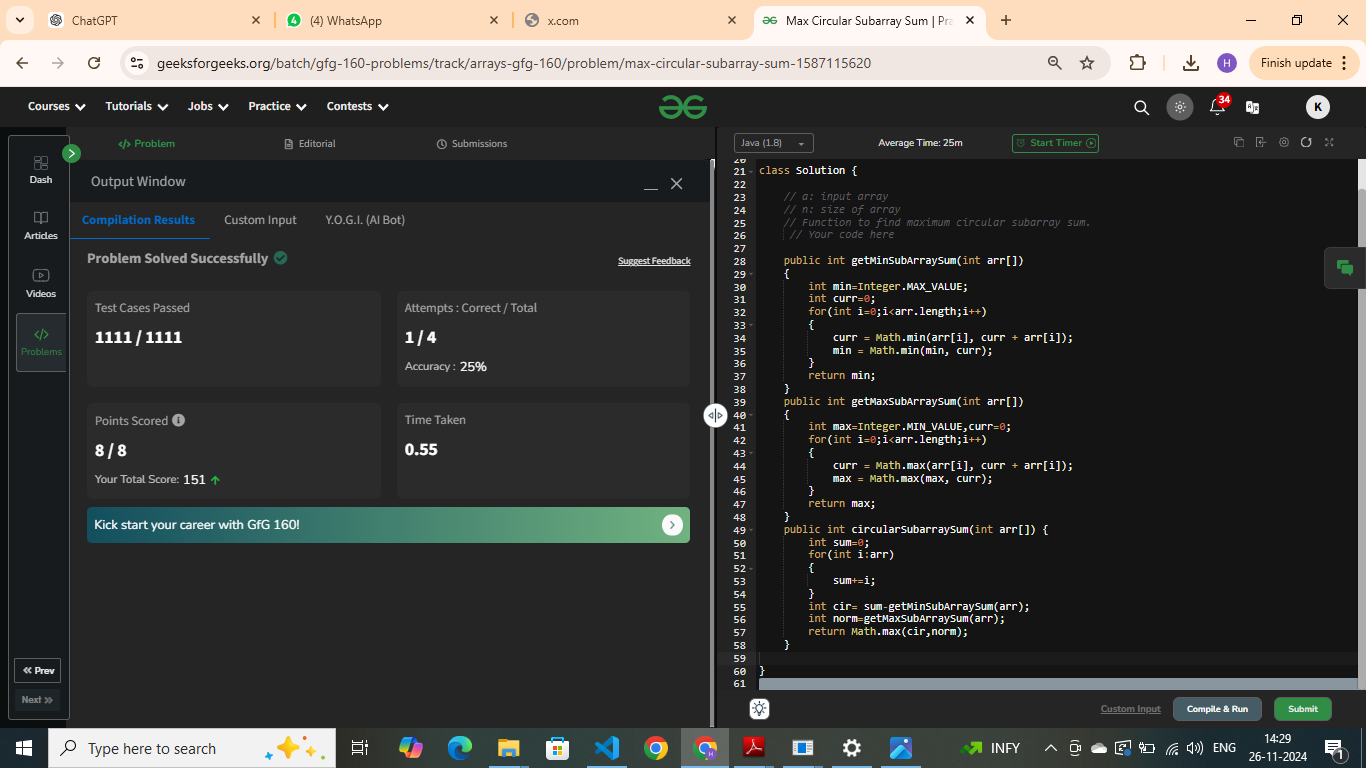 ChatGPT
(4) WhatsApp
x.com
Max Circular Subarray Sum | Pra
geeksforgeeks.org/batch/gfg-160-problems/track/arrays-gfg-160/problem/max-circular-subarray-sum-1587115620
H
Finish update
Courses
Tutorials
Jobs
Practice
Contests
34
K
Problem
Editorial
Submissions
Java (1.8)
Average Time: 25m
Start Timer
Dash
Articles
Videos
Problems
<< Prev
Next >>
Output Window
Compilation Results
Custom Input
Y.O.G.I. (AI Bot)
Problem Solved Successfully
Suggest Feedback
Test Cases Passed
1111 / 1111
Attempts : Correct / Total
1 / 4
Accuracy : 25%
Points Scored
8 / 8
Your Total Score: 151
Time Taken
0.55
Kick start your career with GfG 160!
20
21 class Solution {
22
23 // a: input array
24 // n: size of array
25 // Function to find maximum circular subarray sum.
26 // Your code here
27
28 public int getMinSubArraySum(int arr[])
29 {
30 int min=Integer.MAX_VALUE;
31 int curr=0;
32 for(int i=0;i<arr.length;i++)
33 {
34 curr = Math.min(arr[i], curr + arr[i]);
35 min = Math.min(min, curr);
36 }
37 return min;
38 }
39 public int getMaxSubArraySum(int arr[])
40 {
41 int max=Integer.MIN_VALUE,curr=0;
42 for(int i=0;i<arr.length;i++)
43 {
44 curr = Math.max(arr[i], curr + arr[i]);
45 max = Math.max(max, curr);
46 }
47 return max;
48 }
49 public int circularSubarraySum(int arr[]) {
50 int sum=0;
51 for(int i:arr)
52 {
53 sum+=i;
54 }
55 int cir= sum-getMinSubArraySum(arr);
56 int norm=getMaxSubArraySum(arr);
57 return Math.max(cir,norm);
58 }
59
60 }
61
Custom Input
Compile & Run
Submit
Type here to search
INFY
ENG
14:29
26-11-2024
1